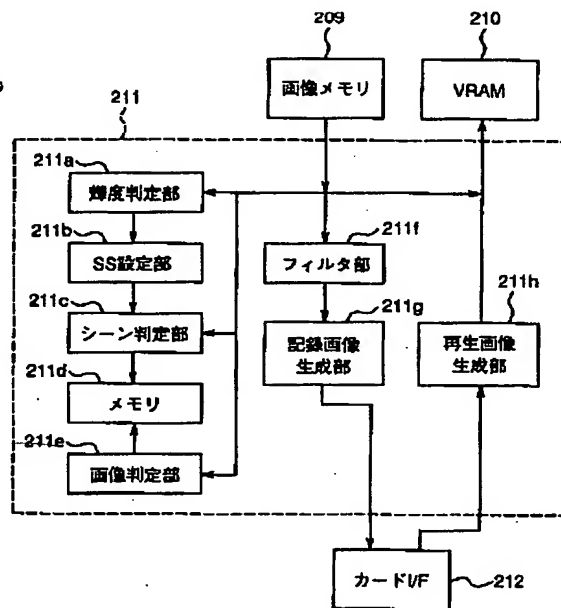 209
210
画像メモリ
VRAM
211
211a
輝度判定部
211b
SS設定部
211c
シーン判定部
211d
メモリ
211e
画像判定部
211f
フィルタ部
211g
記録画像
生成部
211h
再生画像
生成部
カードI/F
212